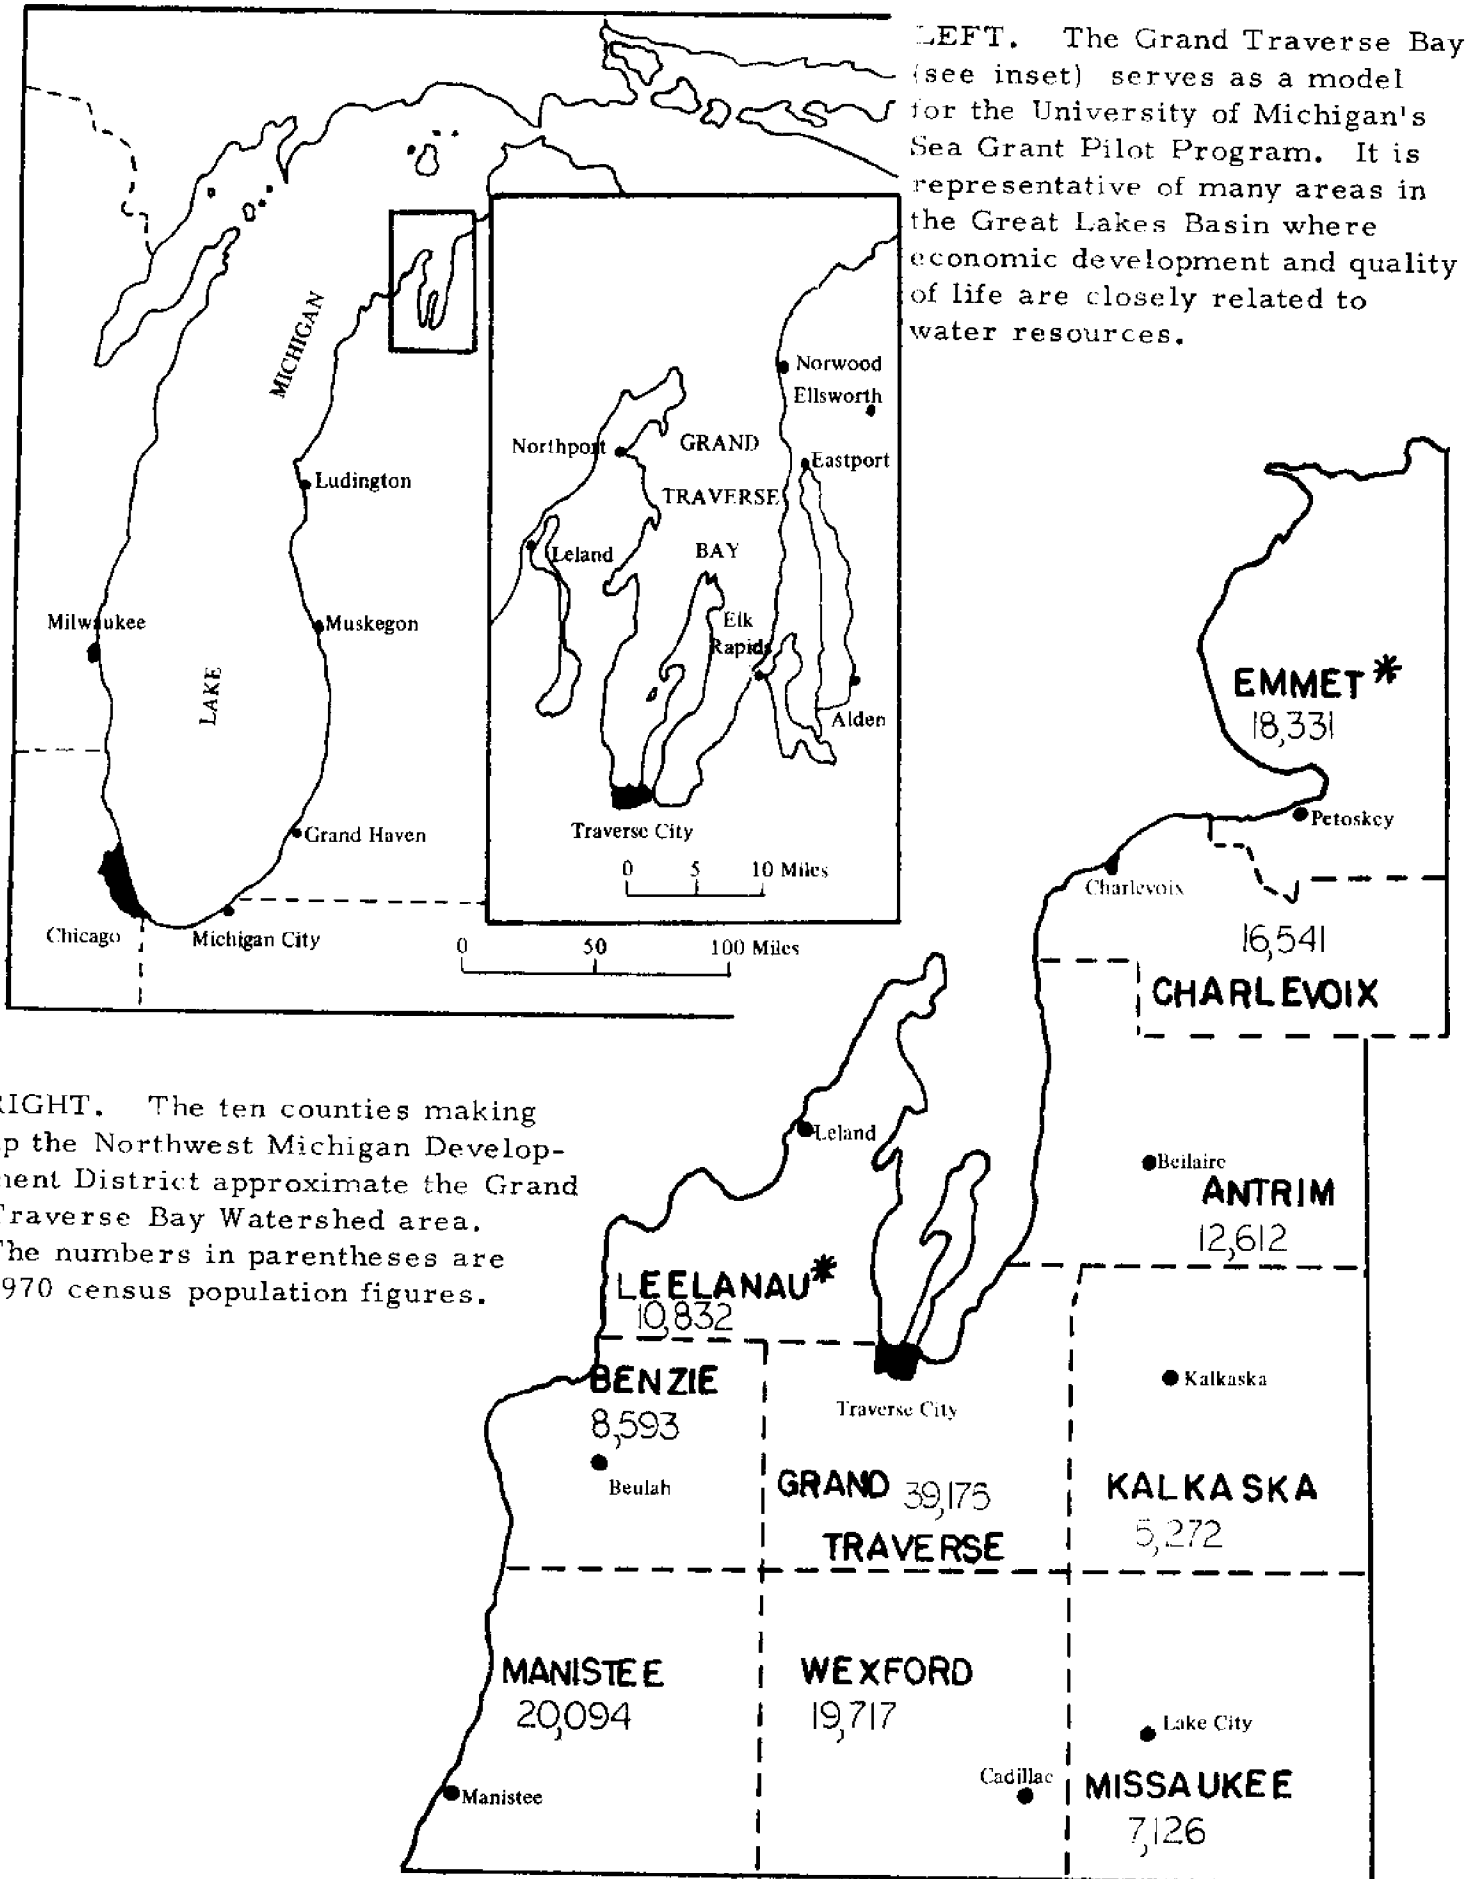 LEFT. The Grand Traverse Bay
(see inset) serves as a model
for the University of Michigan's
Sea Grant Pilot Program. It is
representative of many areas in
the Great Lakes Basin where
economic development and quality
of life are closely related to
water resources.
MICHIGAN
LAKE
Ludington
Milwaukee
Muskegon
Grand Haven
Chicago
Michigan City
0 50 100 Miles
Norwood
Ellsworth
Northport
GRAND
Eastport
TRAVERSE
Leland
BAY
Elk
Rapids
Alden
Traverse City
0 5 10 Miles
RIGHT. The ten counties making
up the Northwest Michigan Develop-
ment District approximate the Grand
Traverse Bay Watershed area.
The numbers in parentheses are
1970 census population figures.
EMMET*
18,331
Petoskey
Charlevoix
16,541
CHARLEVOIX
Leland
Bellaire
ANTRIM
12,612
LEELANAU*
10,832
BENZIE
8,593
Beulah
Traverse City
GRAND 39,175
TRAVERSE
Kalkaska
KALKASKA
5,272
MANISTEE
20,094
Manistee
WEXFORD
19,717
Cadillac
Lake City
MISSAUKEE
7,126